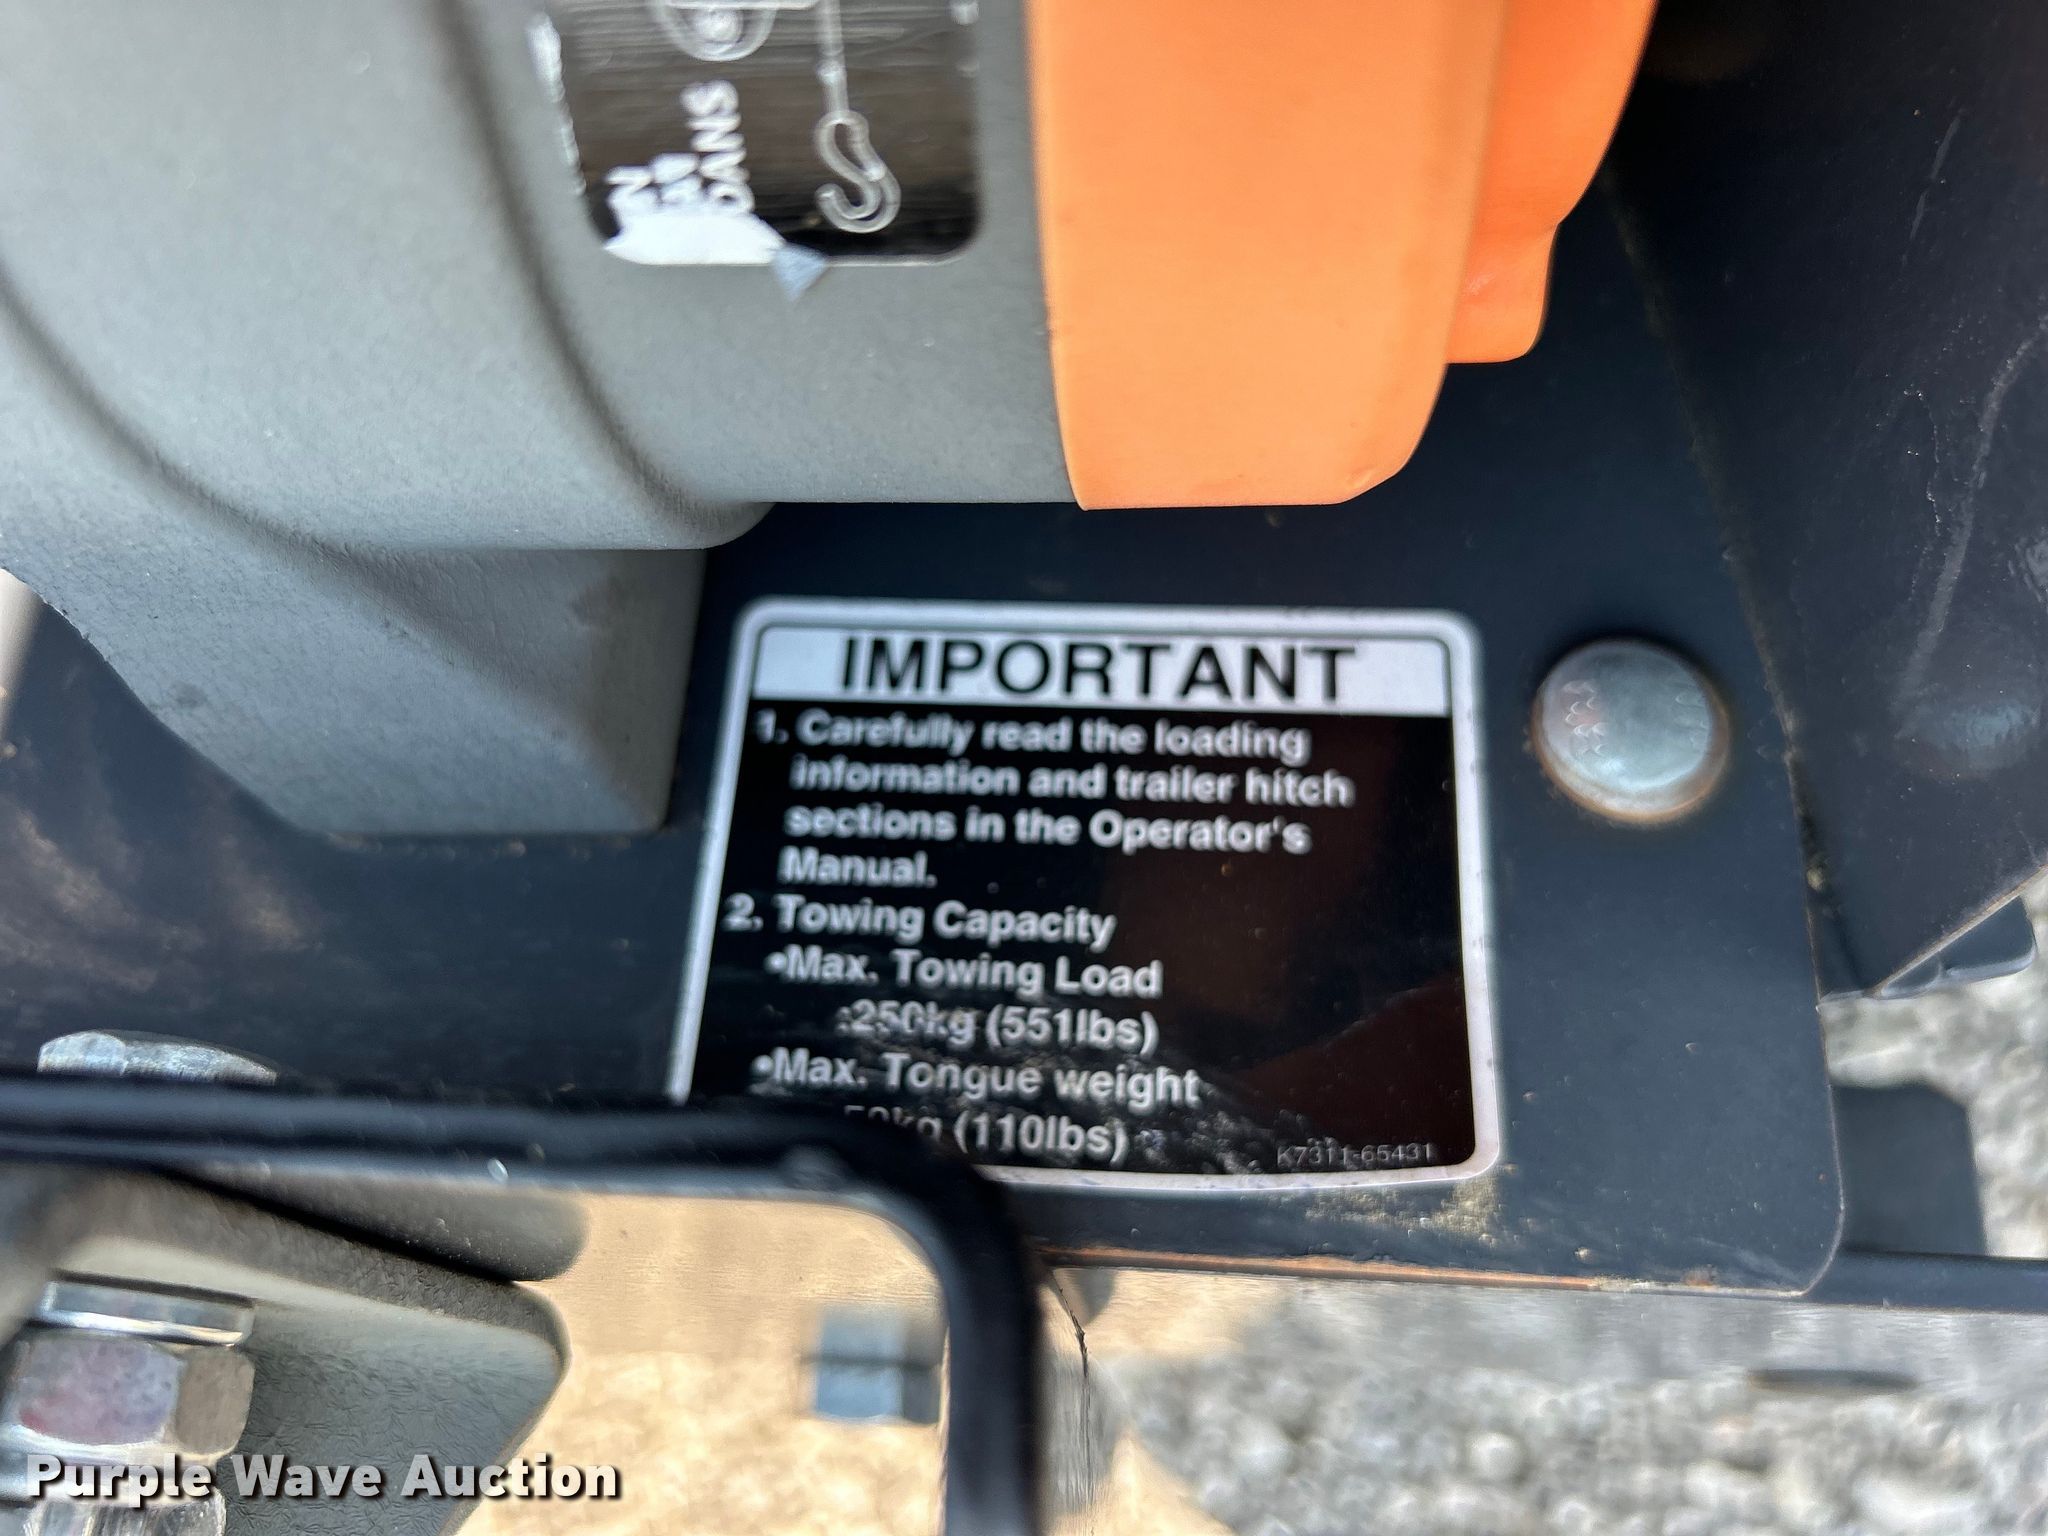 DANS
IMPORTANT
1. Carefully read the loading
information and trailer hitch
sections in the Operator's
Manual.
2. Towing Capacity
•Max. Towing Load
:250kg (551lbs)
•Max. Tongue weight
50kg (110lbs)
K7311-65431
Purple Wave Auction